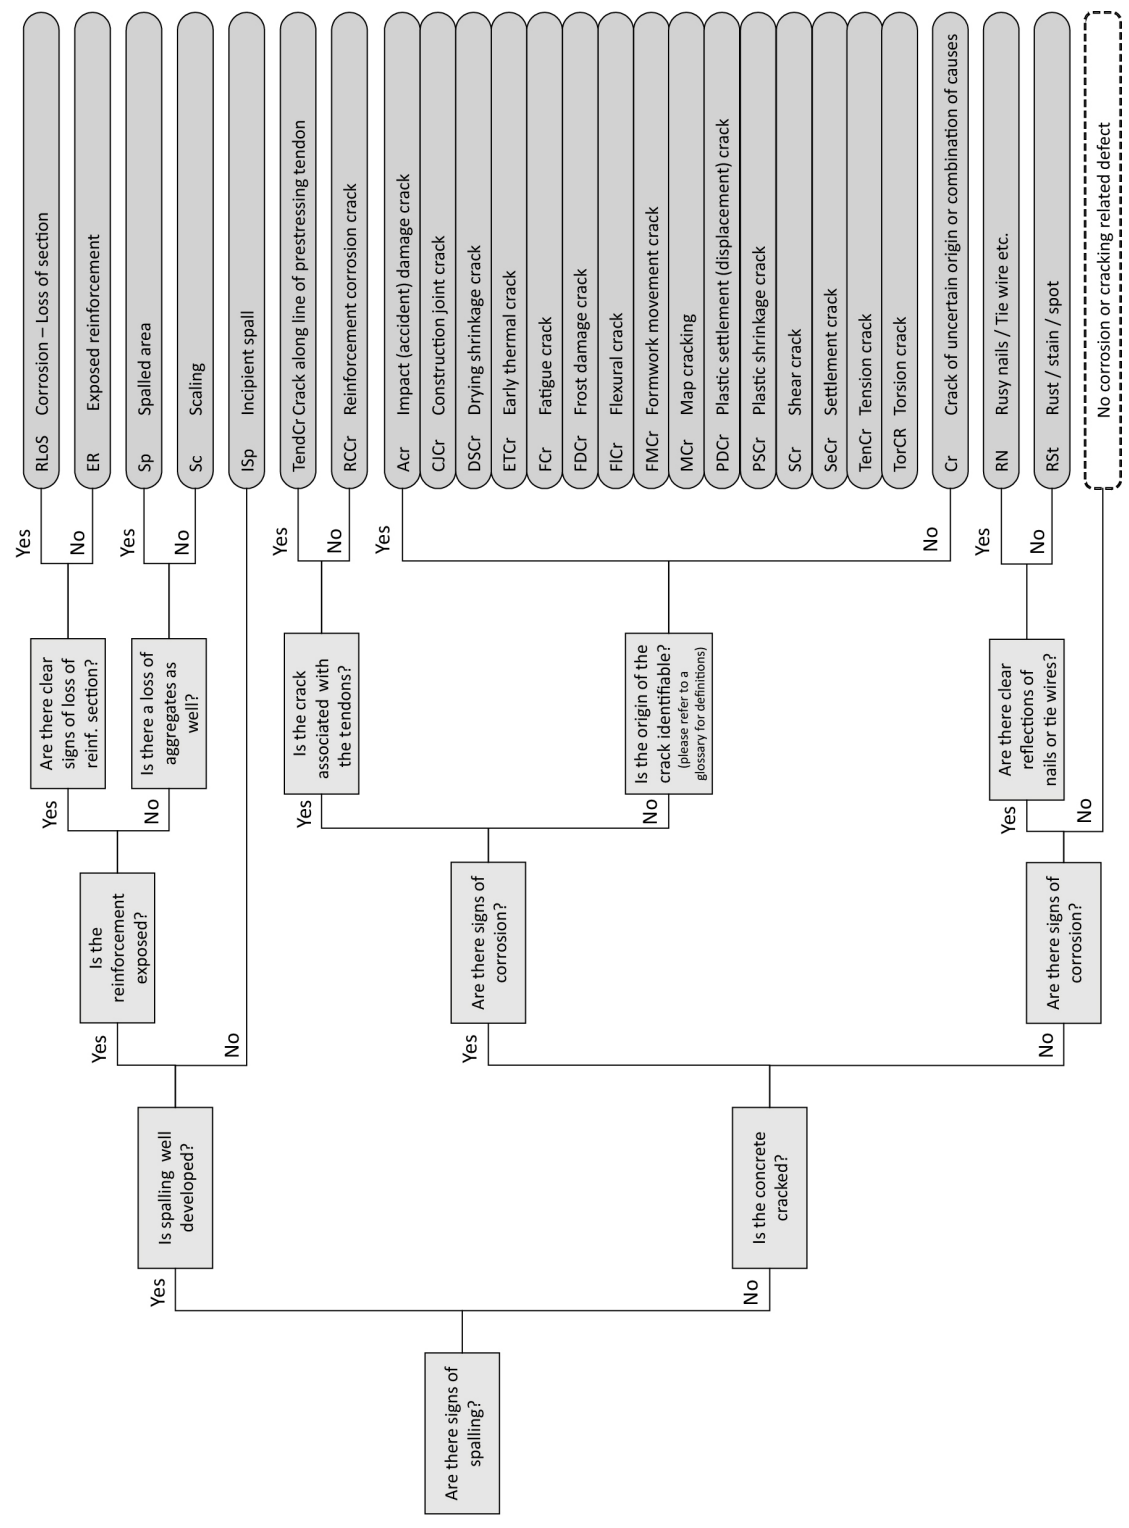 Are there signs of
spalling?
Yes
No
Is spalling well
developed?
Is the concrete
cracked?
Yes
No
Yes
No
Is the
reinforcement
exposed?
Are there signs of
corrosion?
Are there signs of
corrosion?
Yes
No
Yes
No
Yes
No
Are there clear
signs of loss of
reinf. section?
Is there a loss of
aggregates as
well?
Is the crack
associated with
the tendons?
Is the origin of the
crack identifiable?
(please refer to a
glossary for definitions)
Are there clear
reflections of
nails or tie wires?
Yes
No
Yes
No
Yes
No
Yes
No
Yes
No
RLoS Corrosion – Loss of section
ER Exposed reinforcement
Sp Spalled area
Sc Scaling
ISp Incipient spall
TendCr Crack along line of prestressing tendon
RCCr Reinforcement corrosion crack
Acr Impact (accident) damage crack
CJCr Construction joint crack
DSCr Drying shrinkage crack
ETCr Early thermal crack
FCr Fatigue crack
FDCr Frost damage crack
FlCr Flexural crack
FMCr Formwork movement crack
MCr Map cracking
PDCr Plastic settlement (displacement) crack
PSCr Plastic shrinkage crack
SCr Shear crack
SeCr Settlement crack
TenCr Tension crack
TorCR Torsion crack
Cr Crack of uncertain origin or combination of causes
RN Rusy nails / Tie wire etc.
RSt Rust / stain / spot
No corrosion or cracking related defect